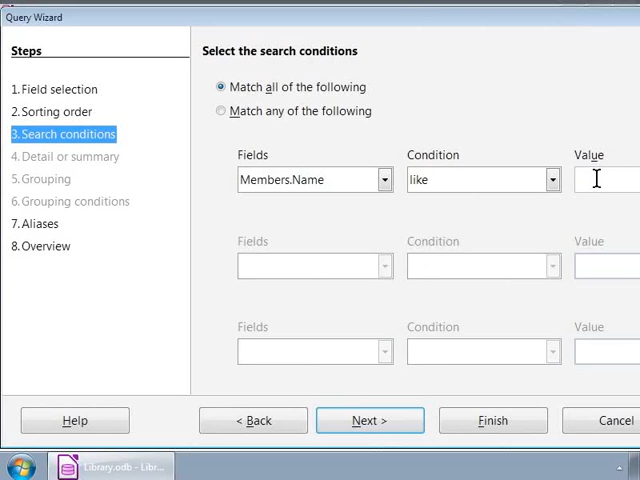 Query Wizard
Steps
1. Field selection
2. Sorting order
3. Search conditions
4. Detail or summary
5. Grouping
6. Grouping conditions
7. Aliases
8. Overview
Select the search conditions
Match all of the following
Match any of the following
Fields Condition Value
Members.Name like
Fields Condition Value
Fields Condition Value
Help < Back Next > Finish Cancel
Library.odb - Libr...